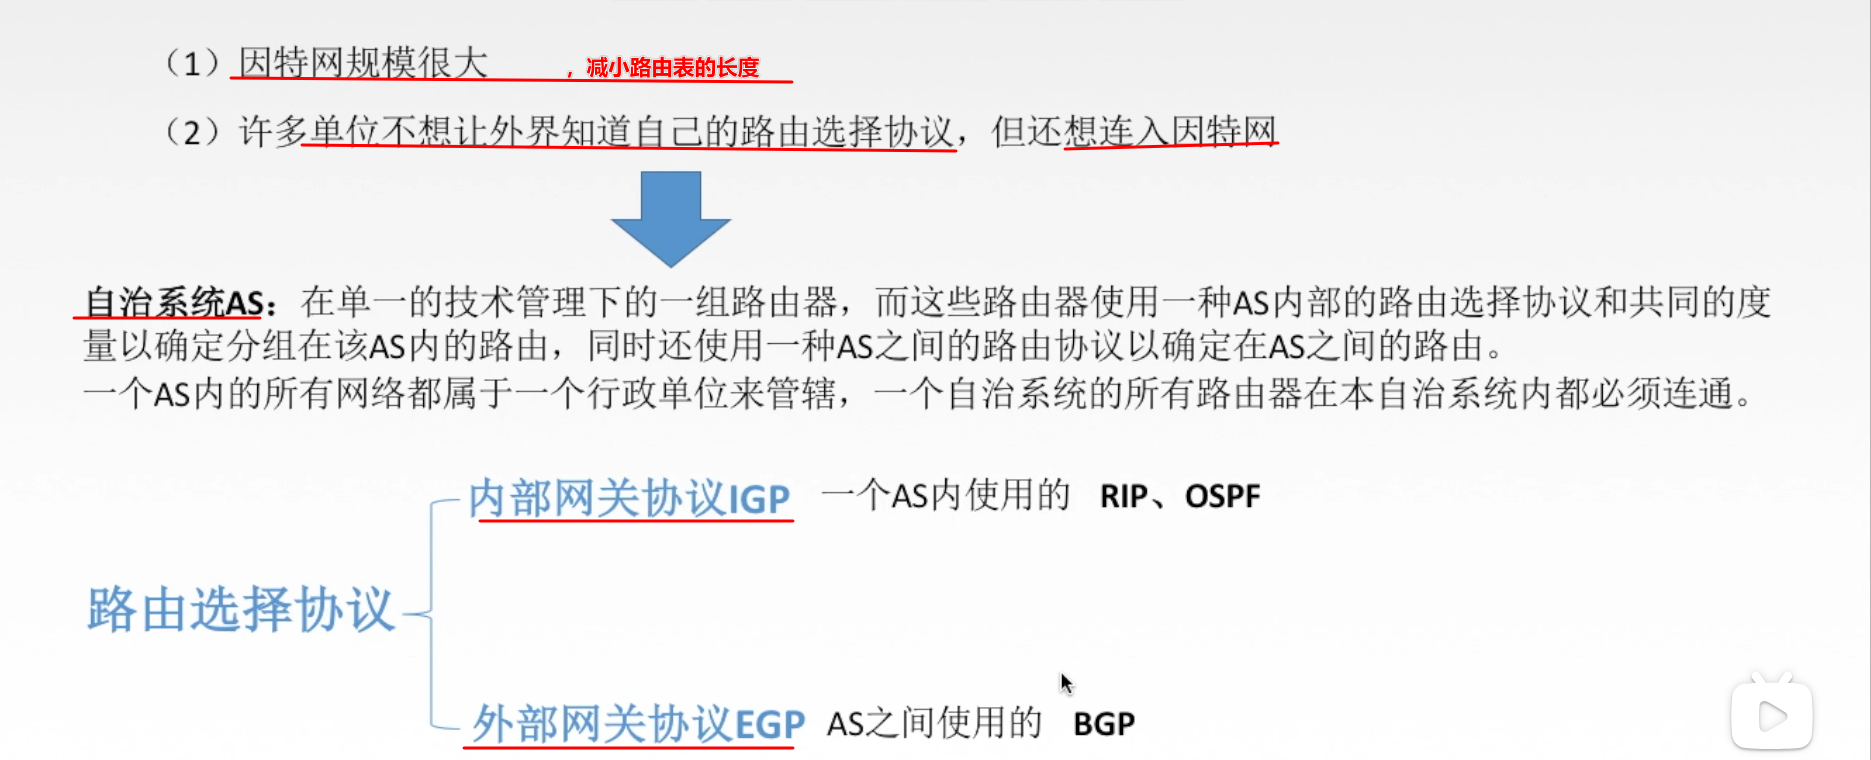 （1）因特网规模很大 ，减小路由表的长度
（2）许多单位不想让外界知道自己的路由选择协议，但还想连入因特网
自治系统AS：在单一的技术管理下的一组路由器，而这些路由器使用一种AS内部的路由选择协议和共同的度
量以确定分组在该AS内的路由，同时还使用一种AS之间的路由协议以确定在AS之间的路由。
一个AS内的所有网络都属于一个行政单位来管辖，一个自治系统的所有路由器在本自治系统内都必须连通。
内部网关协议IGP 一个AS内使用的 RIP、OSPF
路由选择协议
外部网关协议EGP AS之间使用的 BGP